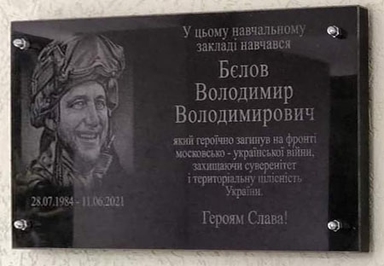 У цьому навчальному
закладі навчався
Бєлов
Володимир
Володимирович
який героїчно загинув на фронті
московсько - української війни,
захищаючи суверенітет
і територіальну цілісність
України.
28.07.1984 - 11.06.2021
Героям Слава!